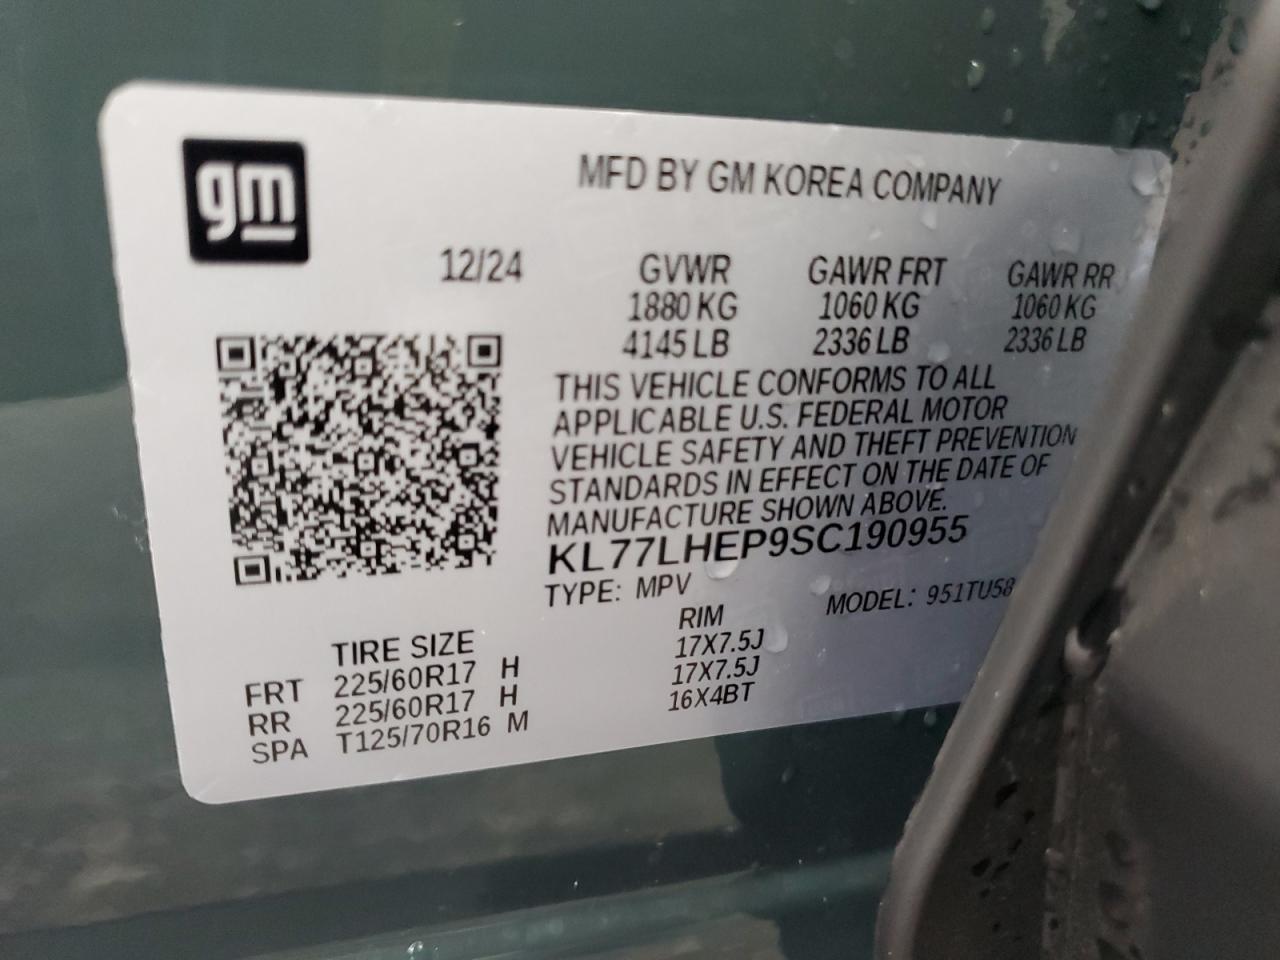 gm
MFD BY GM KOREA COMPANY
12/24 GVWR GAWR FRT GAWR RR
1880 KG 1060 KG 1060 KG
4145 LB 2336 LB 2336 LB
THIS VEHICLE CONFORMS TO ALL
APPLICABLE U.S. FEDERAL MOTOR
VEHICLE SAFETY AND THEFT PREVENTION
STANDARDS IN EFFECT ON THE DATE OF
MANUFACTURE SHOWN ABOVE.
KL77LHEP9SC190955
TYPE: MPV MODEL: 951TU58
TIRE SIZE RIM
FRT 225/60R17 H 17X7.5J
RR 225/60R17 H 17X7.5J
SPA T125/70R16 M 16X4BT